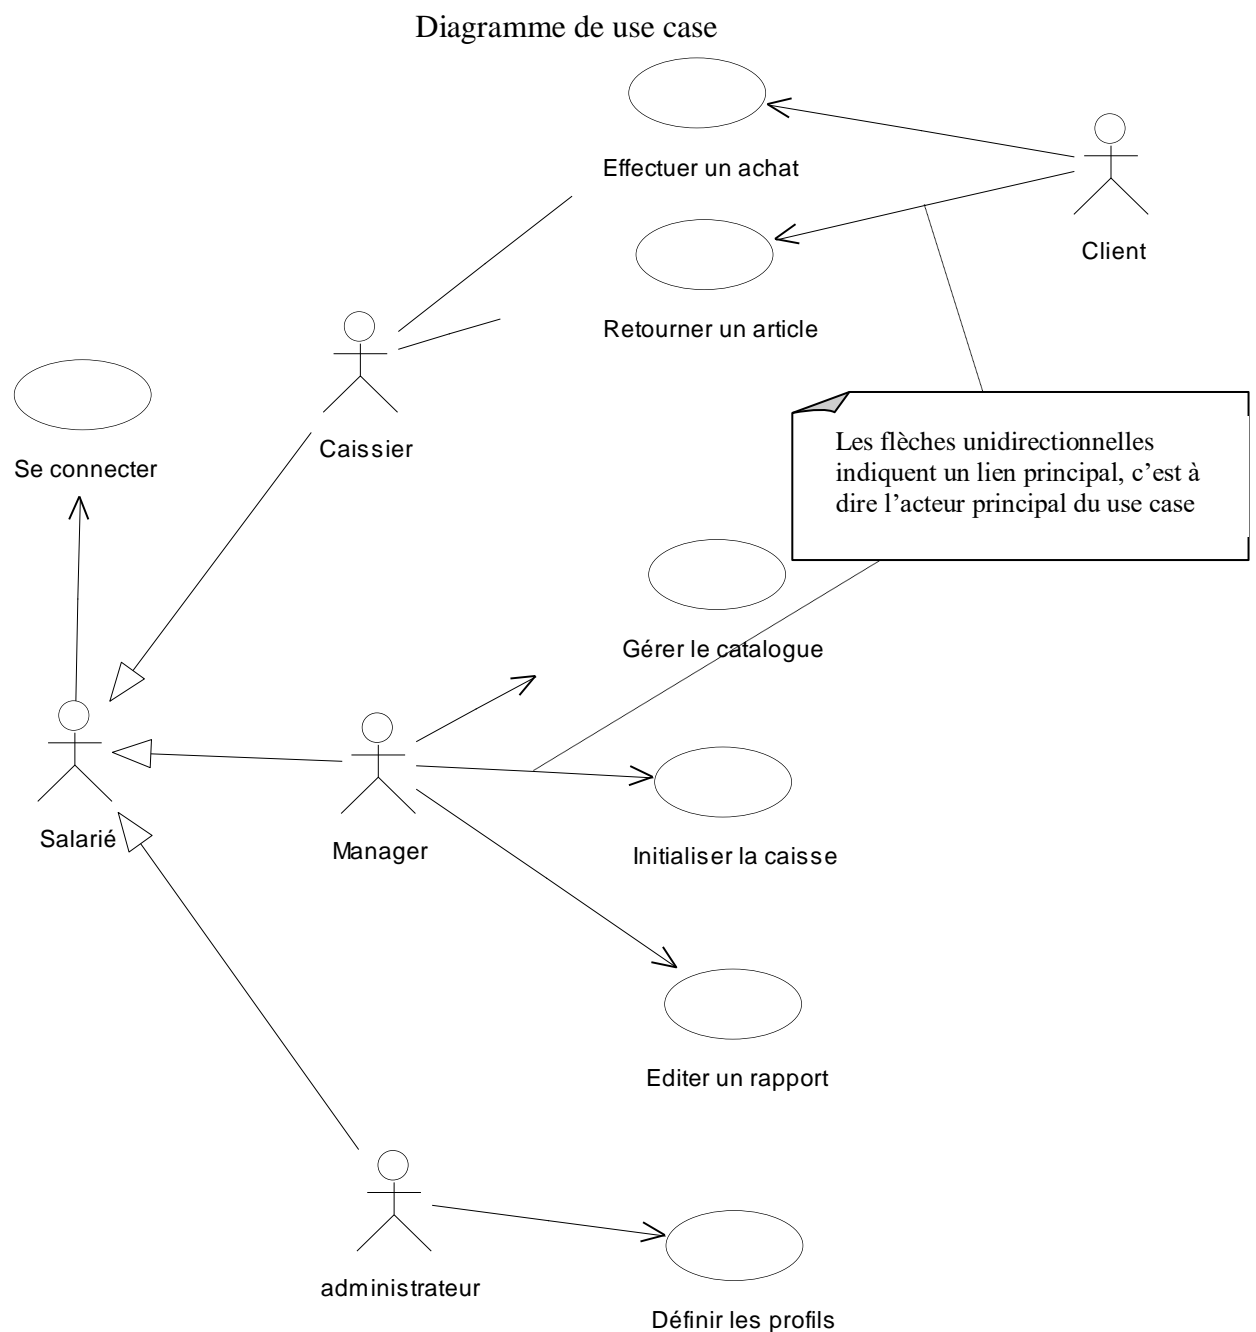 Diagramme de use case
Effectuer un achat
Client
Retourner un article
Caissier
Se connecter
Les flèches unidirectionnelles
indiquent un lien principal, c’est à
dire l’acteur principal du use case
Gérer le catalogue
Salarié
Manager
Initialiser la caisse
Editer un rapport
administrateur
Définir les profils